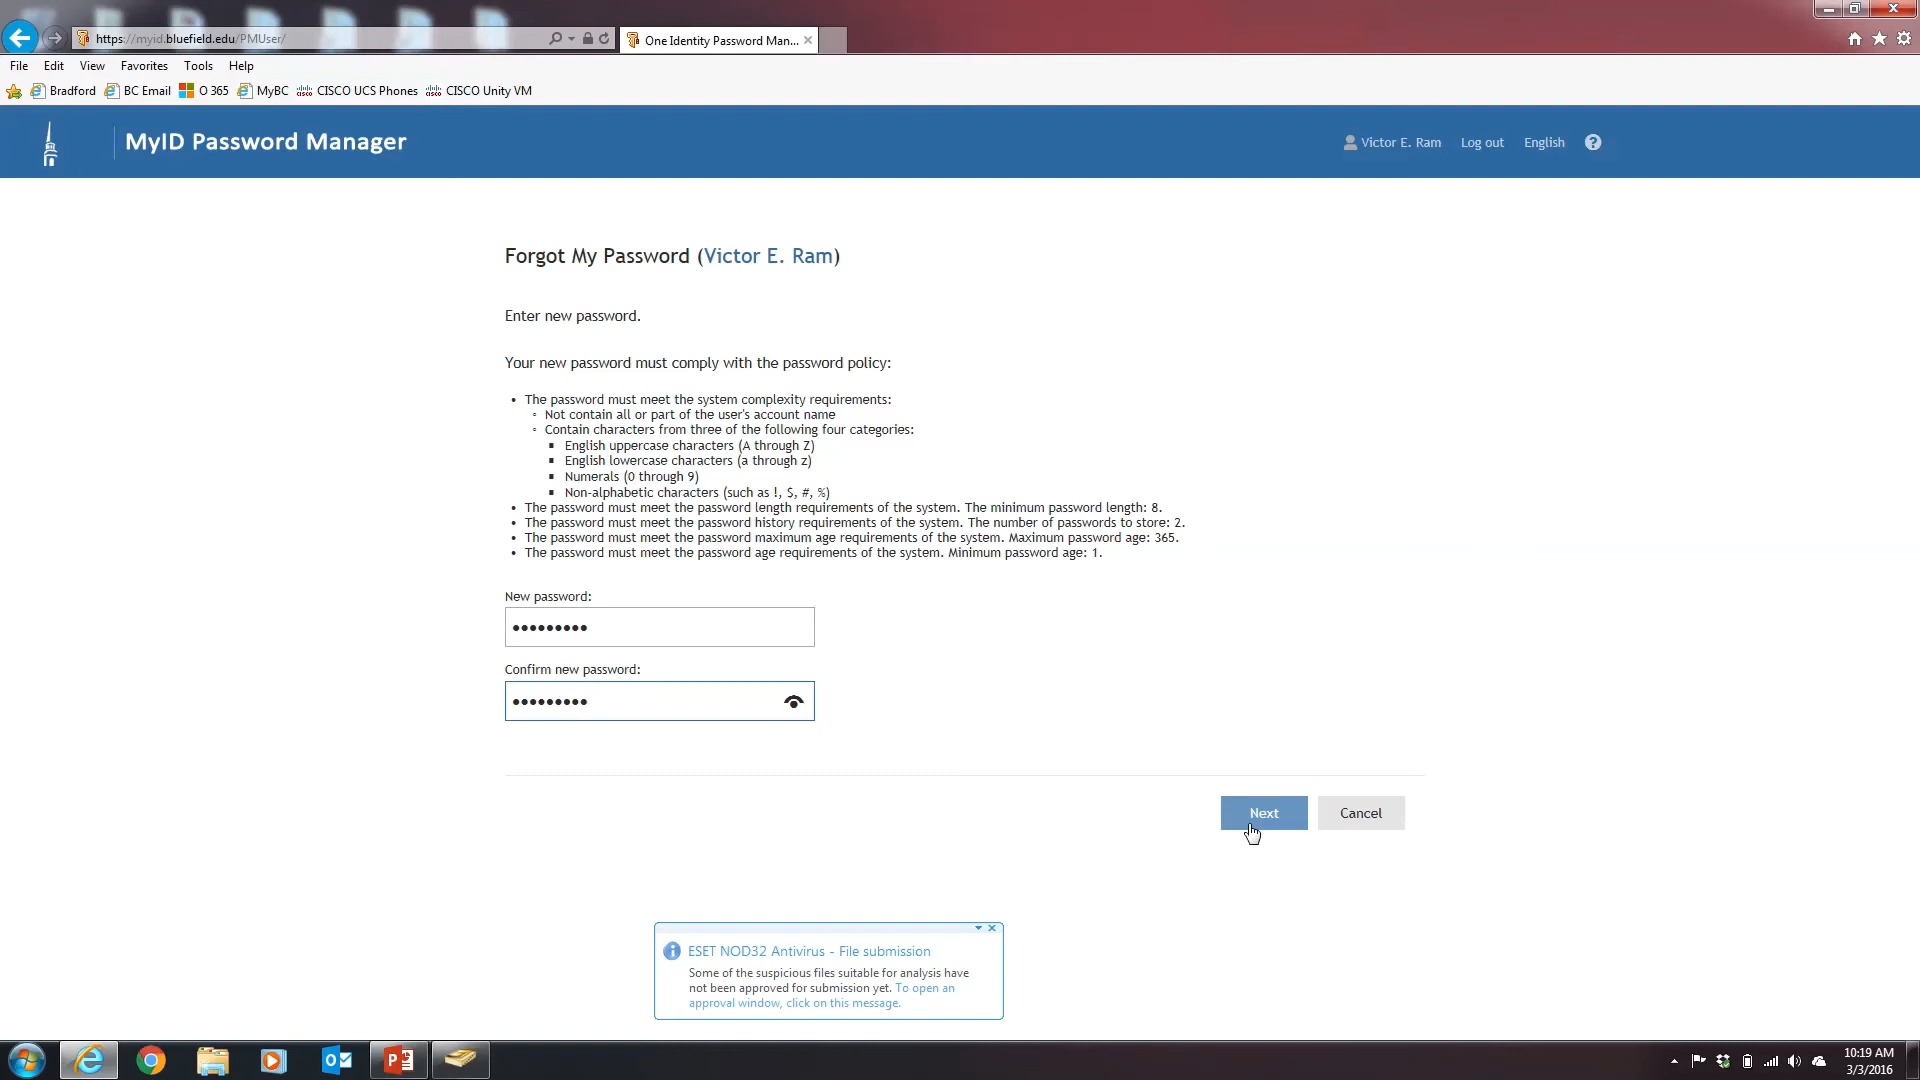 https://myid.bluefield.edu/PMUser/
One Identity Password Man...
File Edit View Favorites Tools Help
Bradford BC Email O 365 MyBC CISCO UCS Phones CISCO Unity VM
MyID Password Manager
Victor E. Ram Log out English ?
Forgot My Password (Victor E. Ram)
Enter new password.
Your new password must comply with the password policy:
• The password must meet the system complexity requirements:
◦ Not contain all or part of the user's account name
◦ Contain characters from three of the following four categories:
▪ English uppercase characters (A through Z)
▪ English lowercase characters (a through z)
▪ Numerals (0 through 9)
▪ Non-alphabetic characters (such as !, $, #, %)
• The password must meet the password length requirements of the system. The minimum password length: 8.
• The password must meet the password history requirements of the system. The number of passwords to store: 2.
• The password must meet the password maximum age requirements of the system. Maximum password age: 365.
• The password must meet the password age requirements of the system. Minimum password age: 1.
New password:
•••••••••
Confirm new password:
•••••••••
Next Cancel
ESET NOD32 Antivirus - File submission
Some of the suspicious files suitable for analysis have
not been approved for submission yet. To open an
approval window, click on this message.
10:19 AM
3/3/2016